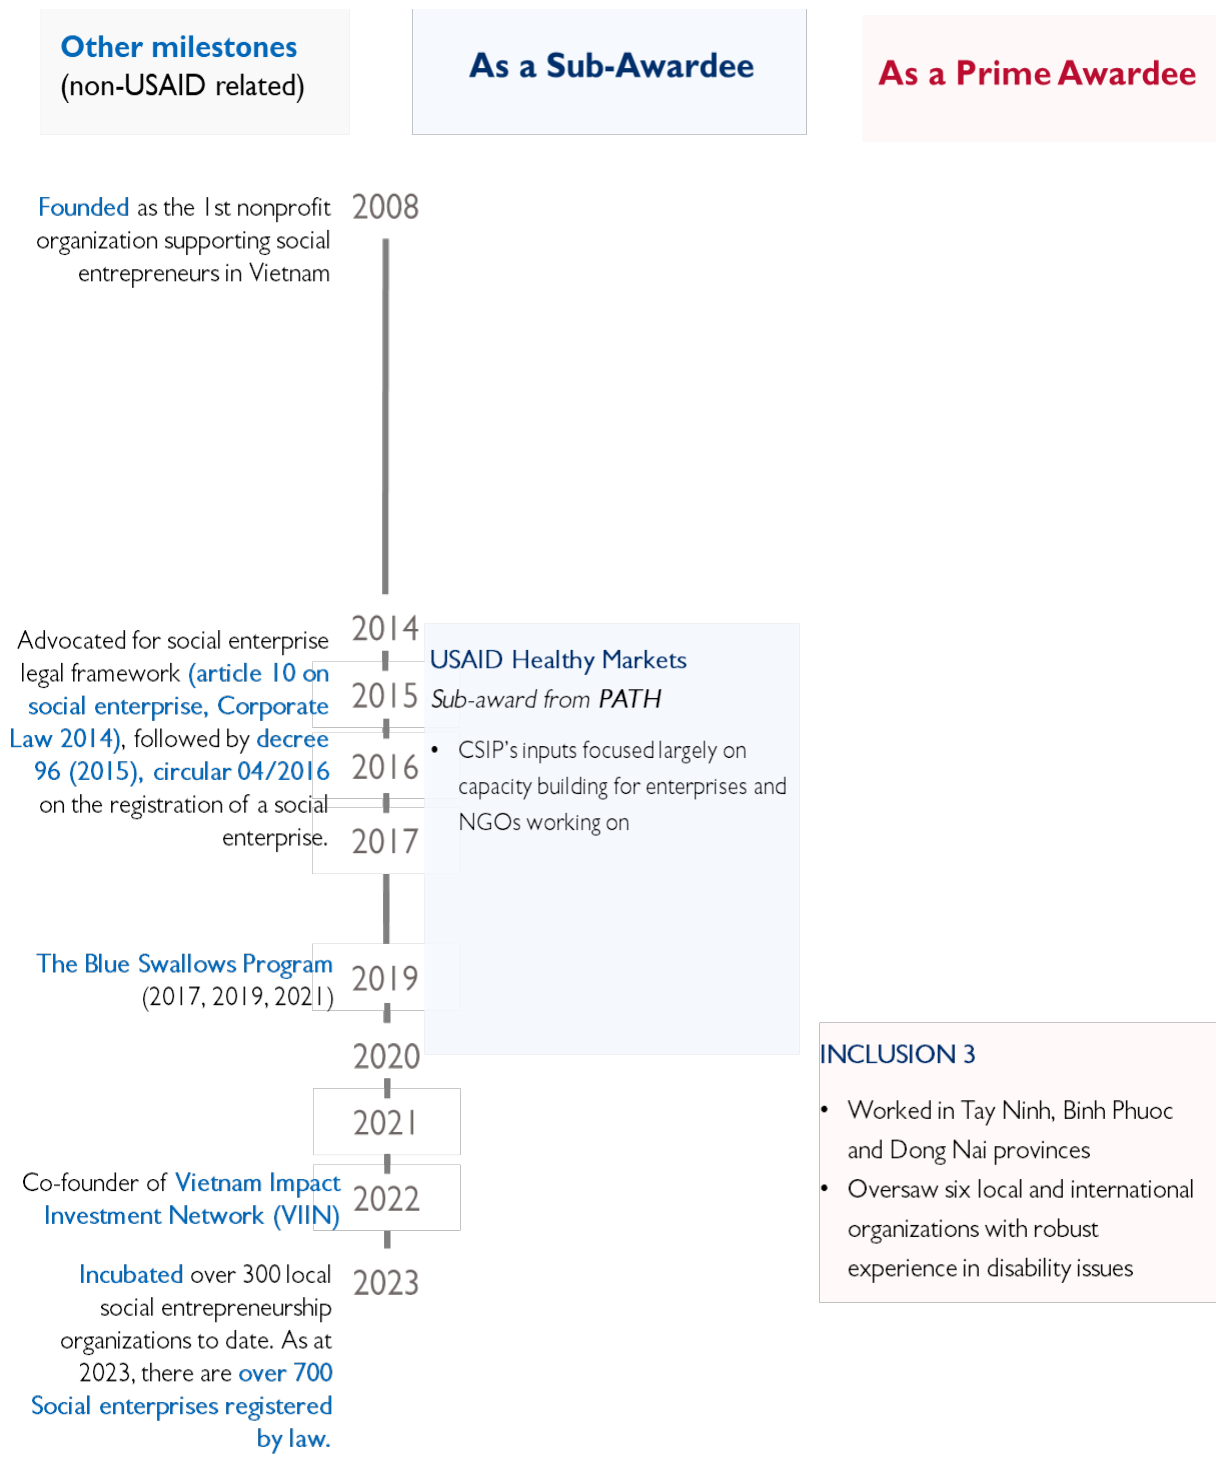 Other milestones
(non-USAID related)
As a Sub-Awardee
As a Prime Awardee
Founded as the 1st nonprofit
organization supporting social
entrepreneurs in Vietnam
2008
2014
Advocated for social enterprise
legal framework (article 10 on
social enterprise, Corporate
Law 2014), followed by decree
96 (2015), circular 04/2016
on the registration of a social
enterprise.
2015
2016
2017
USAID Healthy Markets
Sub-award from PATH
• CSIP's inputs focused largely on
capacity building for enterprises and
NGOs working on
The Blue Swallows Program
(2017, 2019, 2021)
2019
2020
2021
INCLUSION 3
• Worked in Tay Ninh, Binh Phuoc
and Dong Nai provinces
• Oversaw six local and international
organizations with robust
experience in disability issues
Co-founder of Vietnam Impact
Investment Network (VIIN)
2022
2023
Incubated over 300 local
social entrepreneurship
organizations to date. As at
2023, there are over 700
Social enterprises registered
by law.